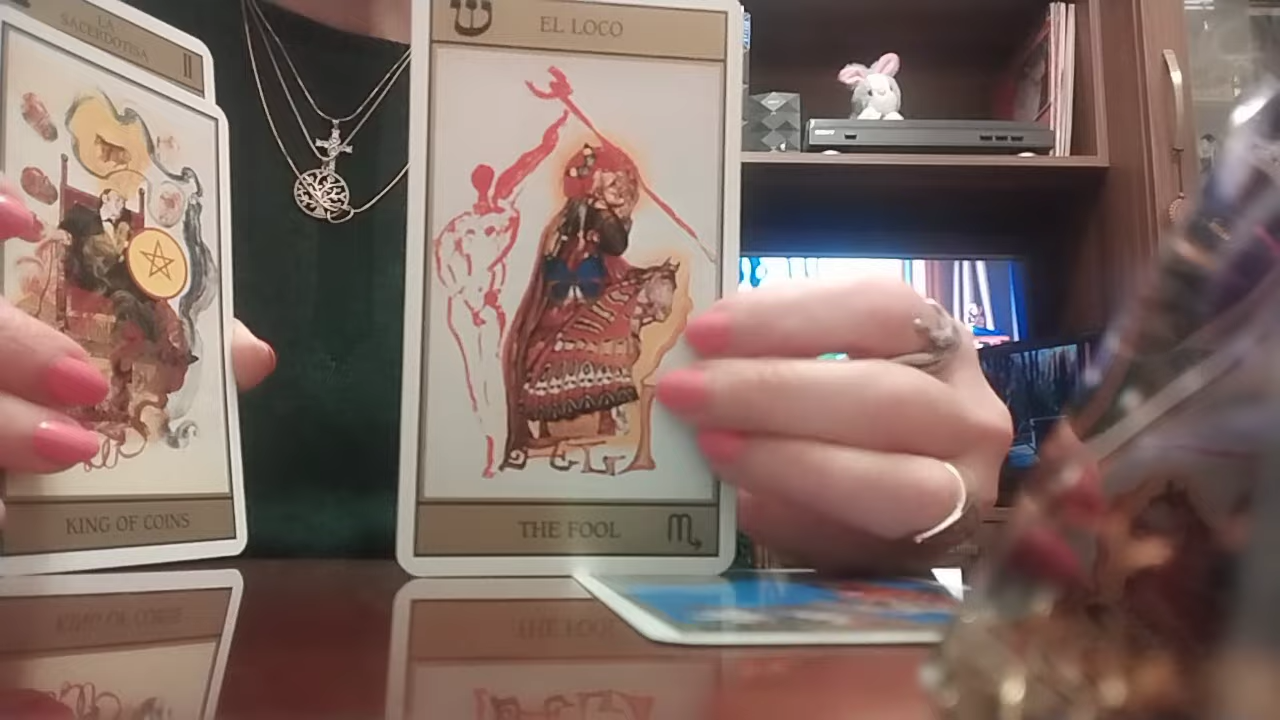 LA
SACERDOTISA
II
KING OF COINS
ש
EL LOCO
THE FOOL
♏